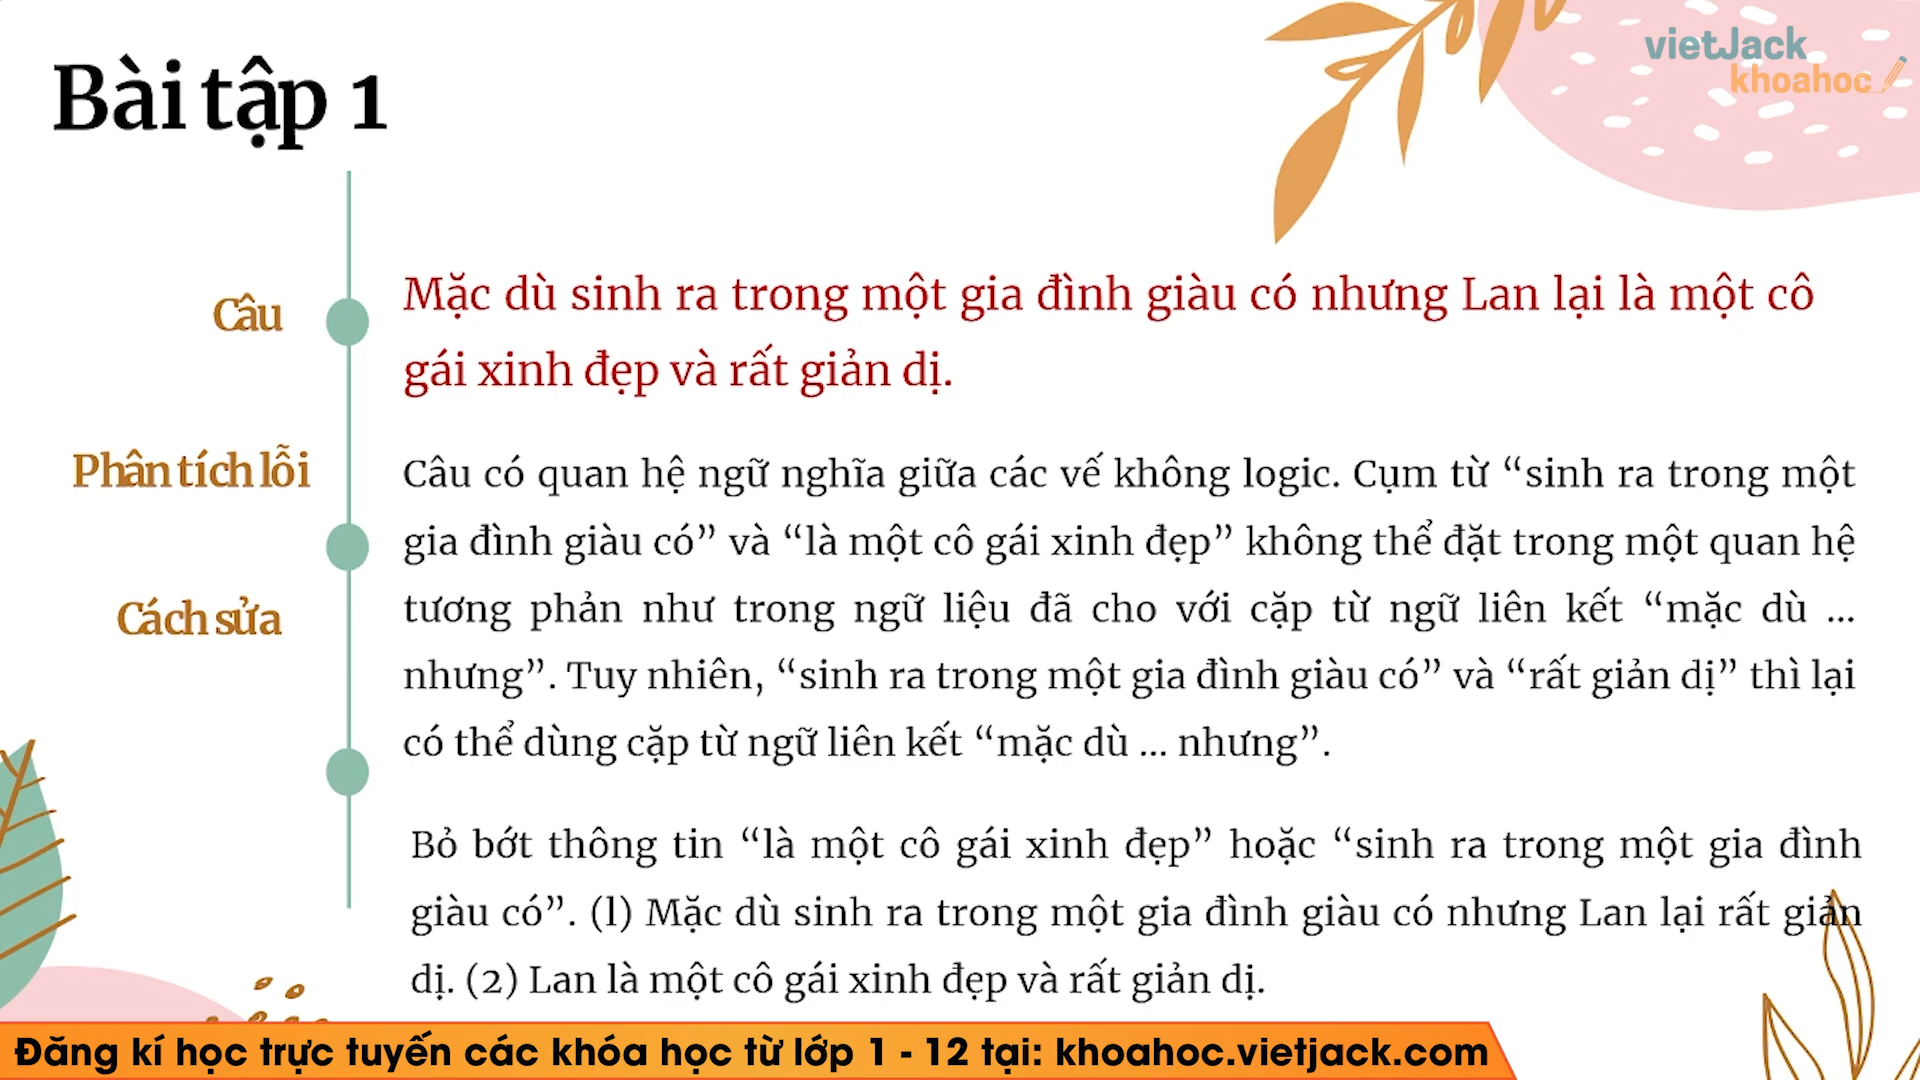 vietJack
khoahoc
Bài tập 1
Câu
Mặc dù sinh ra trong một gia đình giàu có nhưng Lan lại là một cô
gái xinh đẹp và rất giản dị.
Phân tích lỗi
Câu có quan hệ ngữ nghĩa giữa các vế không logic. Cụm từ “sinh ra trong một
gia đình giàu có” và “là một cô gái xinh đẹp” không thể đặt trong một quan hệ
tương phản như trong ngữ liệu đã cho với cặp từ ngữ liên kết “mặc dù ...
nhưng”. Tuy nhiên, “sinh ra trong một gia đình giàu có” và “rất giản dị” thì lại
có thể dùng cặp từ ngữ liên kết “mặc dù ... nhưng”.
Cách sửa
Bỏ bớt thông tin “là một cô gái xinh đẹp” hoặc “sinh ra trong một gia đình
giàu có”. (l) Mặc dù sinh ra trong một gia đình giàu có nhưng Lan lại rất giản
dị. (2) Lan là một cô gái xinh đẹp và rất giản dị.
Đăng kí học trực tuyến các khóa học từ lớp 1 - 12 tại: khoahoc.vietjack.com